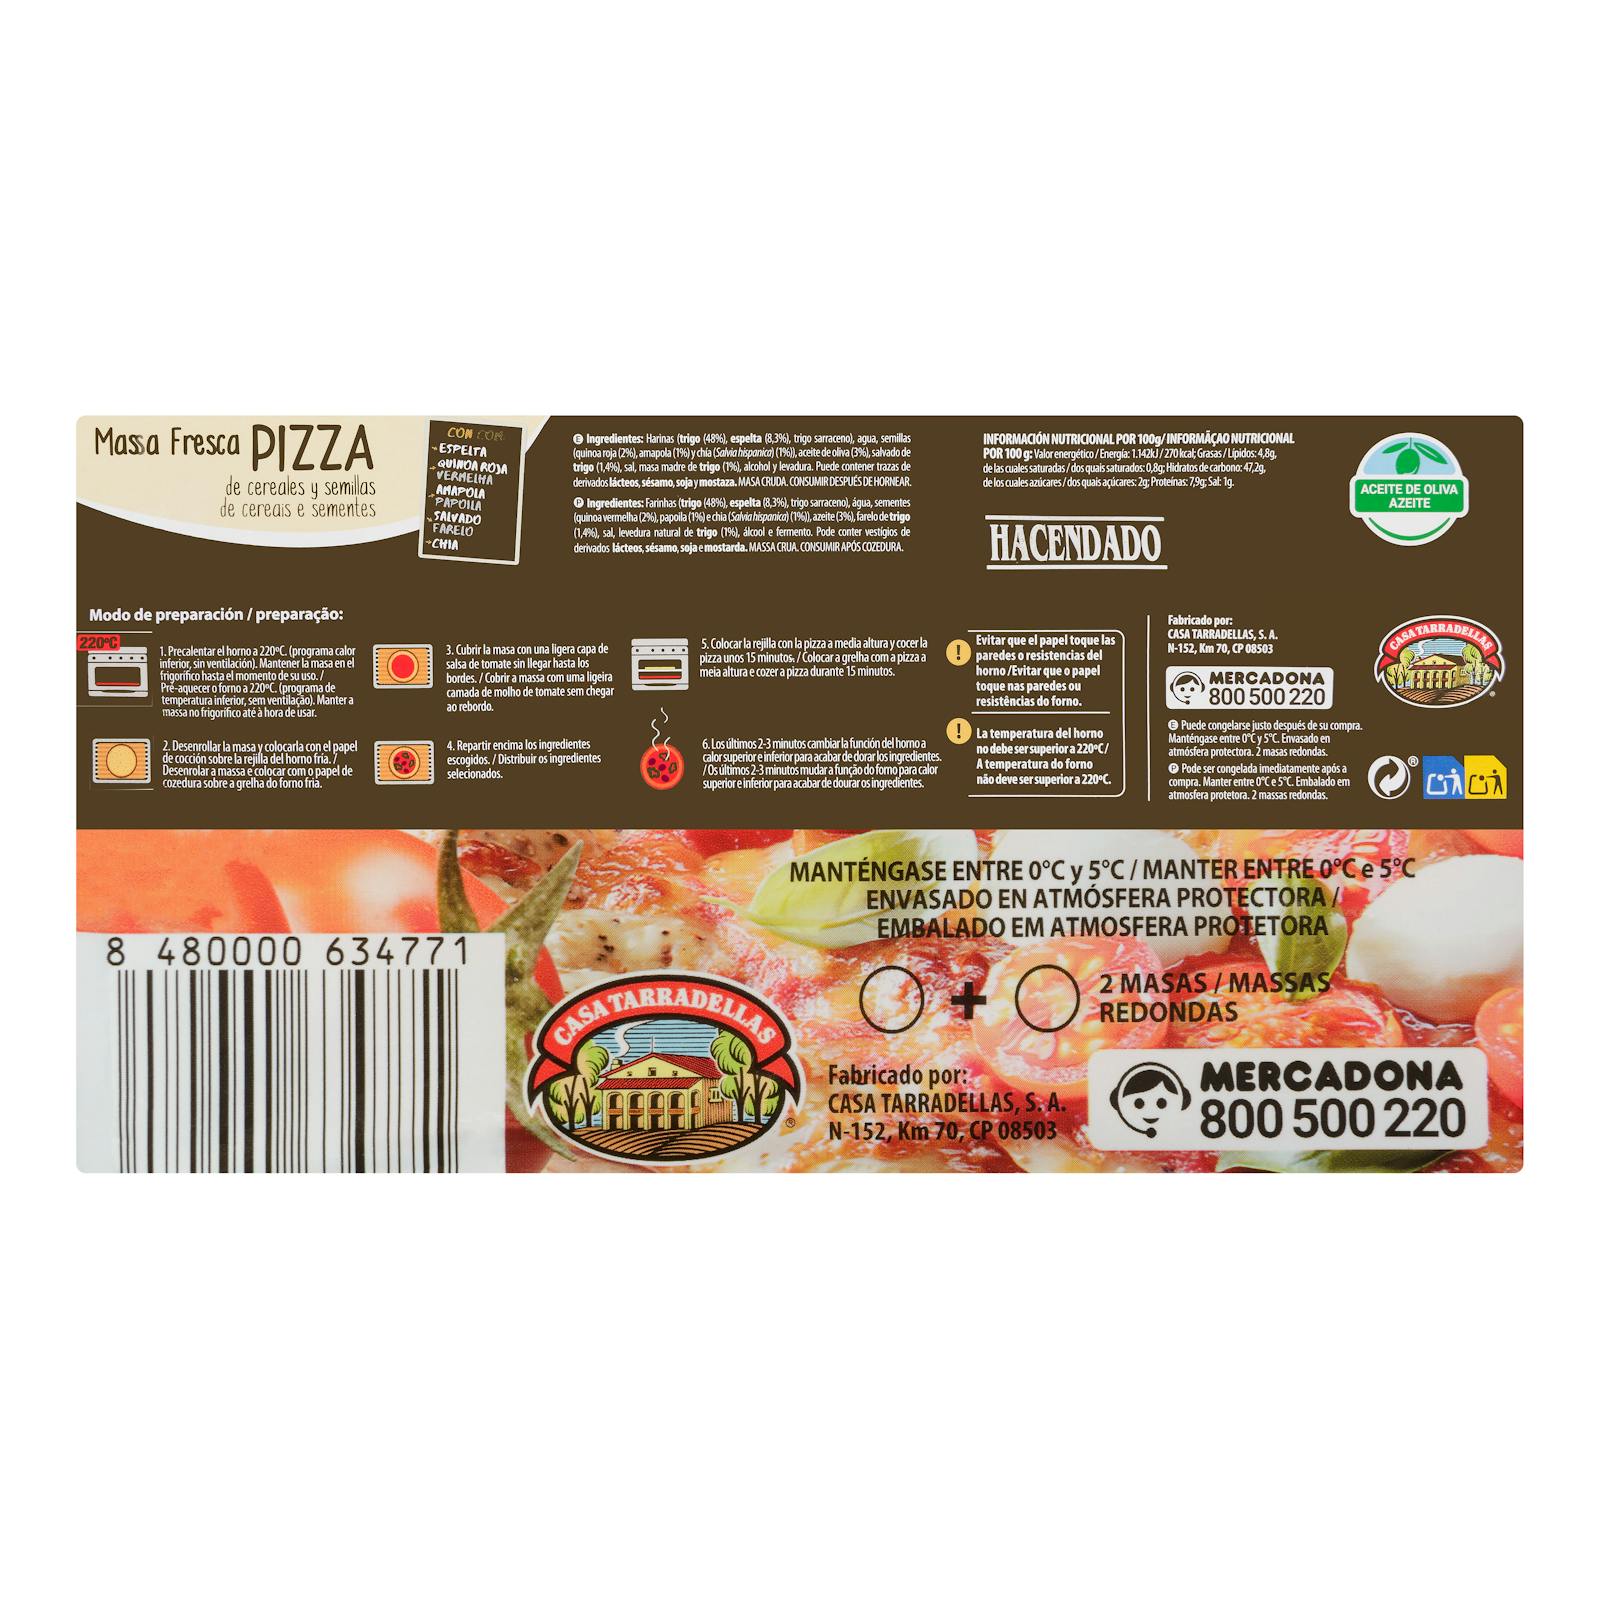 Massa Fresca PIZZA
de cereales y semillas
de cereais e sementes
CON COM
ESPELTA
QUINOA ROJA
VERMELHA
AMAPOLA
PAPOILA
SALVADO
FARELO
CHIA
E Ingredientes: Harinas (trigo (48%), espelta (8,3%), trigo sarraceno), agua, semillas
(quinoa roja (2%), amapola (1%) y chía (Salvia hispanica) (1%)), aceite de oliva (3%), salvado de
trigo (1,4%), sal, masa madre de trigo (1%), alcohol y levadura. Puede contener trazas de
derivados lácteos, sésamo, soja y mostaza. MASA CRUDA. CONSUMIR DESPUÉS DE HORNEAR.
P Ingredientes: Farinhas (trigo (48%), espelta (8,3%), trigo sarraceno), água, sementes
(quinoa vermelha (2%), papoila (1%) e chia (Salvia hispanica) (1%)), azeite (3%), farelo de trigo
(1,4%), sal, levedura natural de trigo (1%), álcool e fermento. Pode conter vestígios de
derivados lácteos, sésamo, soja e mostarda. MASSA CRUA. CONSUMIR APÓS COZEDURA.
INFORMACIÓN NUTRICIONAL POR 100g/ INFORMÃÇAO NUTRICIONAL
POR 100 g: Valor energético / Energia: 1.142kJ / 270 kcal; Grasas / Lípidos: 4,8g,
de las cuales saturadas / dos quais saturados: 0,8g; Hidratos de carbono: 47,2g,
de los cuales azúcares / dos quais açúcares: 2g; Proteínas: 7,9g; Sal: 1g.
HACENDADO
ACEITE DE OLIVA
AZEITE
Modo de preparación / preparação:
220ºC
1. Precalentar el horno a 220ºC. (programa calor
inferior, sin ventilación). Mantener la masa en el
frigorífico hasta el momento de su uso. /
Pré-aquecer o forno a 220ºC. (programa de
temperatura inferior, sem ventilação). Manter a
massa no frigorífico até à hora de usar.
2. Desenrollar la masa y colocarla con el papel
de cocción sobre la rejilla del horno fría. /
Desenrolar a massa e colocar com o papel de
cozedura sobre a grelha do forno fria.
3. Cubrir la masa con una ligera capa de
salsa de tomate sin llegar hasta los
bordes. / Cobrir a massa com uma ligeira
camada de molho de tomate sem chegar
ao rebordo.
4. Repartir encima los ingredientes
escogidos. / Distribuir os ingredientes
selecionados.
5. Colocar la rejilla con la pizza a media altura y cocer la
pizza unos 15 minutos. / Colocar a grelha com a pizza a
meia altura e cozer a pizza durante 15 minutos.
6. Los últimos 2-3 minutos cambiar la función del horno a
calor superior e inferior para acabar de dorar los ingredientes.
/ Os últimos 2-3 minutos mudar a função do forno para calor
superior e inferior para acabar de dourar os ingredientes.
! Evitar que el papel toque las
paredes o resistencias del
horno /Evitar que o papel
toque nas paredes ou
resistências do forno.
! La temperatura del horno
no debe ser superior a 220ºC /
A temperatura do forno
não deve ser superior a 220ºC.
Fabricado por:
CASA TARRADELLAS, S. A.
N-152, Km 70, CP 08503
MERCADONA
800 500 220
CASA TARRADELLAS
®
E Puede congelarse justo después de su compra.
Manténgase entre 0°C y 5°C. Envasado en
atmósfera protectora. 2 masas redondas.
P Pode ser congelada imediatamente após a
compra. Manter entre 0°C e 5°C. Embalado em
atmosfera protetora. 2 massas redondas.
®
MANTÉNGASE ENTRE 0°C y 5°C / MANTER ENTRE 0°C e 5°C
ENVASADO EN ATMÓSFERA PROTECTORA /
EMBALADO EM ATMOSFERA PROTETORA
8 480000 634771
+
2 MASAS / MASSAS
REDONDAS
CASA TARRADELLAS
®
Fabricado por:
CASA TARRADELLAS, S. A.
N-152, Km 70, CP 08503
MERCADONA
800 500 220